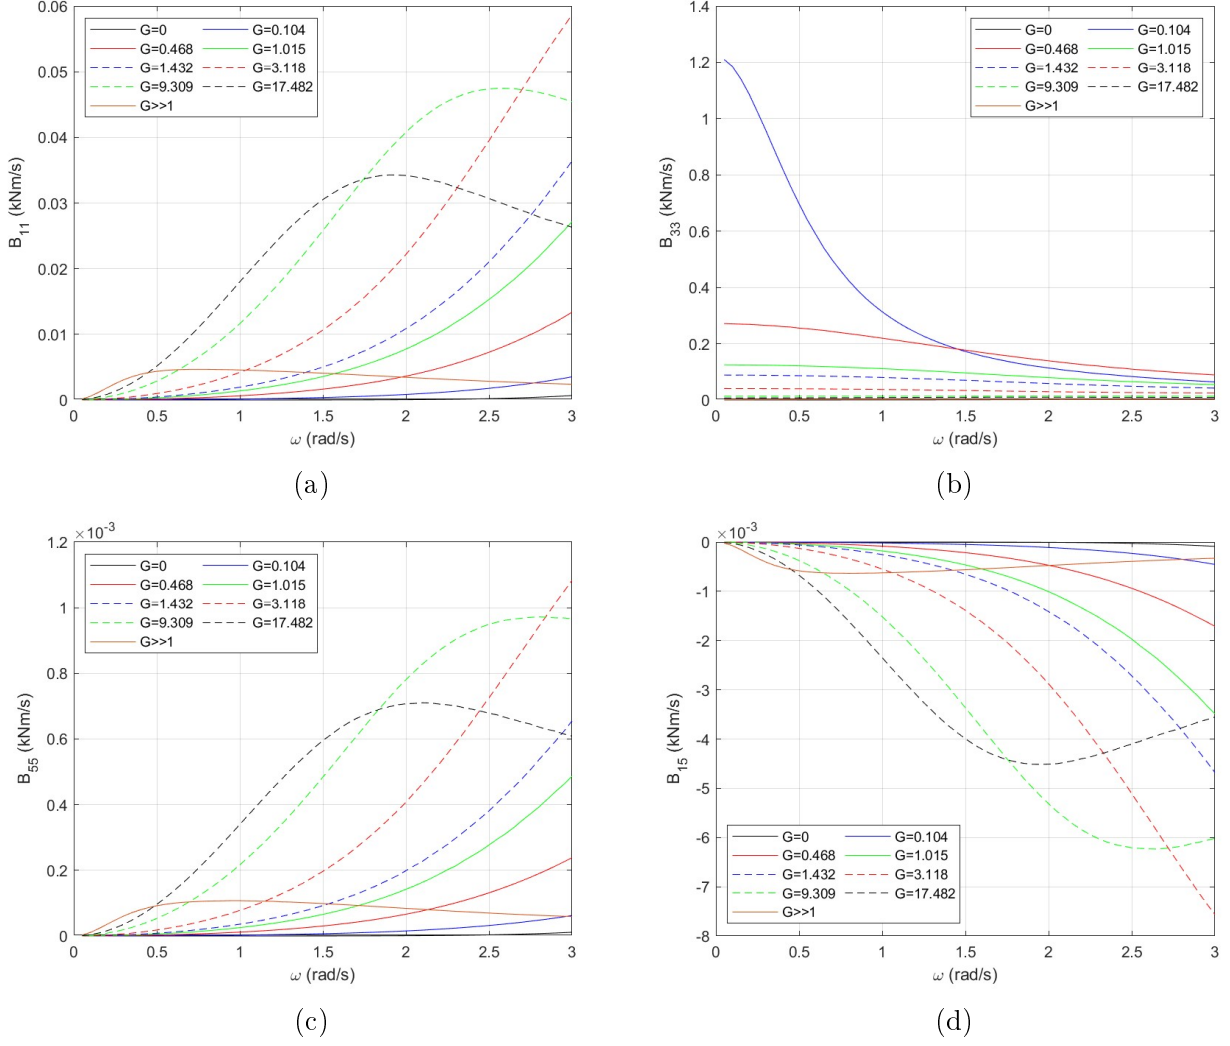 0.06
0.05
0.04
0.03
0.02
0.01
0
B11 (kNm/s)
G=0 G=0.104
G=0.468 G=1.015
G=1.432 G=3.118
G=9.309 G=17.482
G>>1
0 0.5 1 1.5 2 2.5 3
ω (rad/s)
(a)
1.4
1.2
1
0.8
0.6
0.4
0.2
0
B33 (kNm/s)
G=0 G=0.104
G=0.468 G=1.015
G=1.432 G=3.118
G=9.309 G=17.482
G>>1
0 0.5 1 1.5 2 2.5 3
ω (rad/s)
(b)
×10-3
1.2
1
0.8
0.6
0.4
0.2
0
B55 (kNm/s)
G=0 G=0.104
G=0.468 G=1.015
G=1.432 G=3.118
G=9.309 G=17.482
G>>1
0 0.5 1 1.5 2 2.5 3
ω (rad/s)
(c)
×10-3
0
-1
-2
-3
-4
-5
-6
-7
-8
B15 (kNm/s)
G=0 G=0.104
G=0.468 G=1.015
G=1.432 G=3.118
G=9.309 G=17.482
G>>1
0 0.5 1 1.5 2 2.5 3
ω (rad/s)
(d)